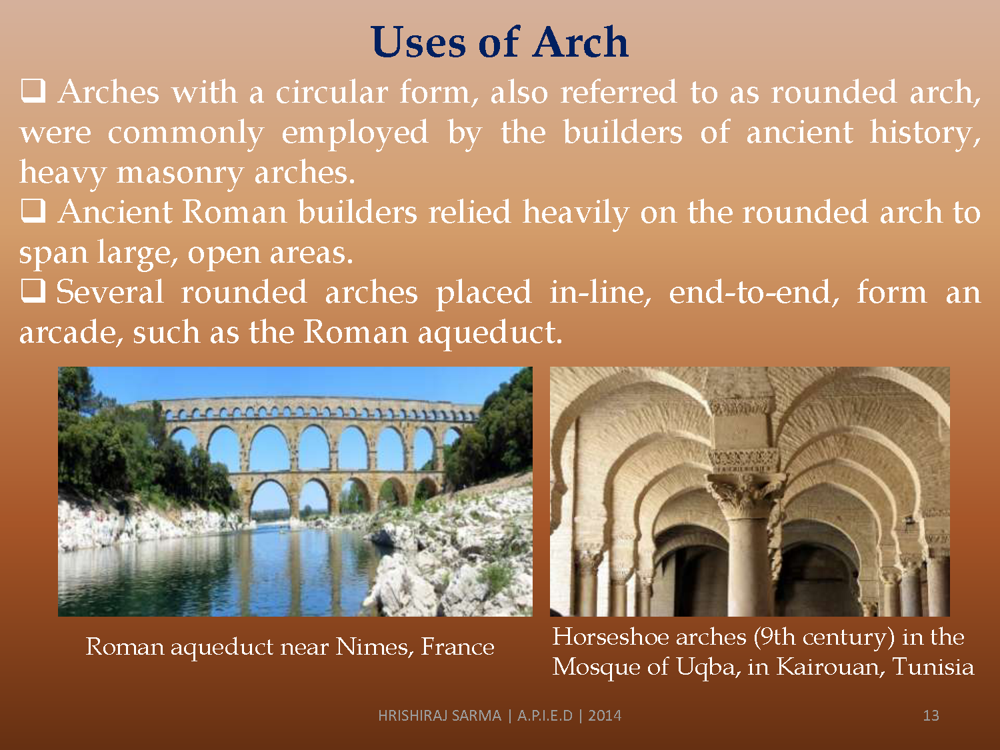 Uses of Arch
❑ Arches with a circular form, also referred to as rounded arch,
were commonly employed by the builders of ancient history,
heavy masonry arches.
❑ Ancient Roman builders relied heavily on the rounded arch to
span large, open areas.
❑ Several rounded arches placed in-line, end-to-end, form an
arcade, such as the Roman aqueduct.
Roman aqueduct near Nimes, France
Horseshoe arches (9th century) in the
Mosque of Uqba, in Kairouan, Tunisia
HRISHIRAJ SARMA | A.P.I.E.D | 2014
13